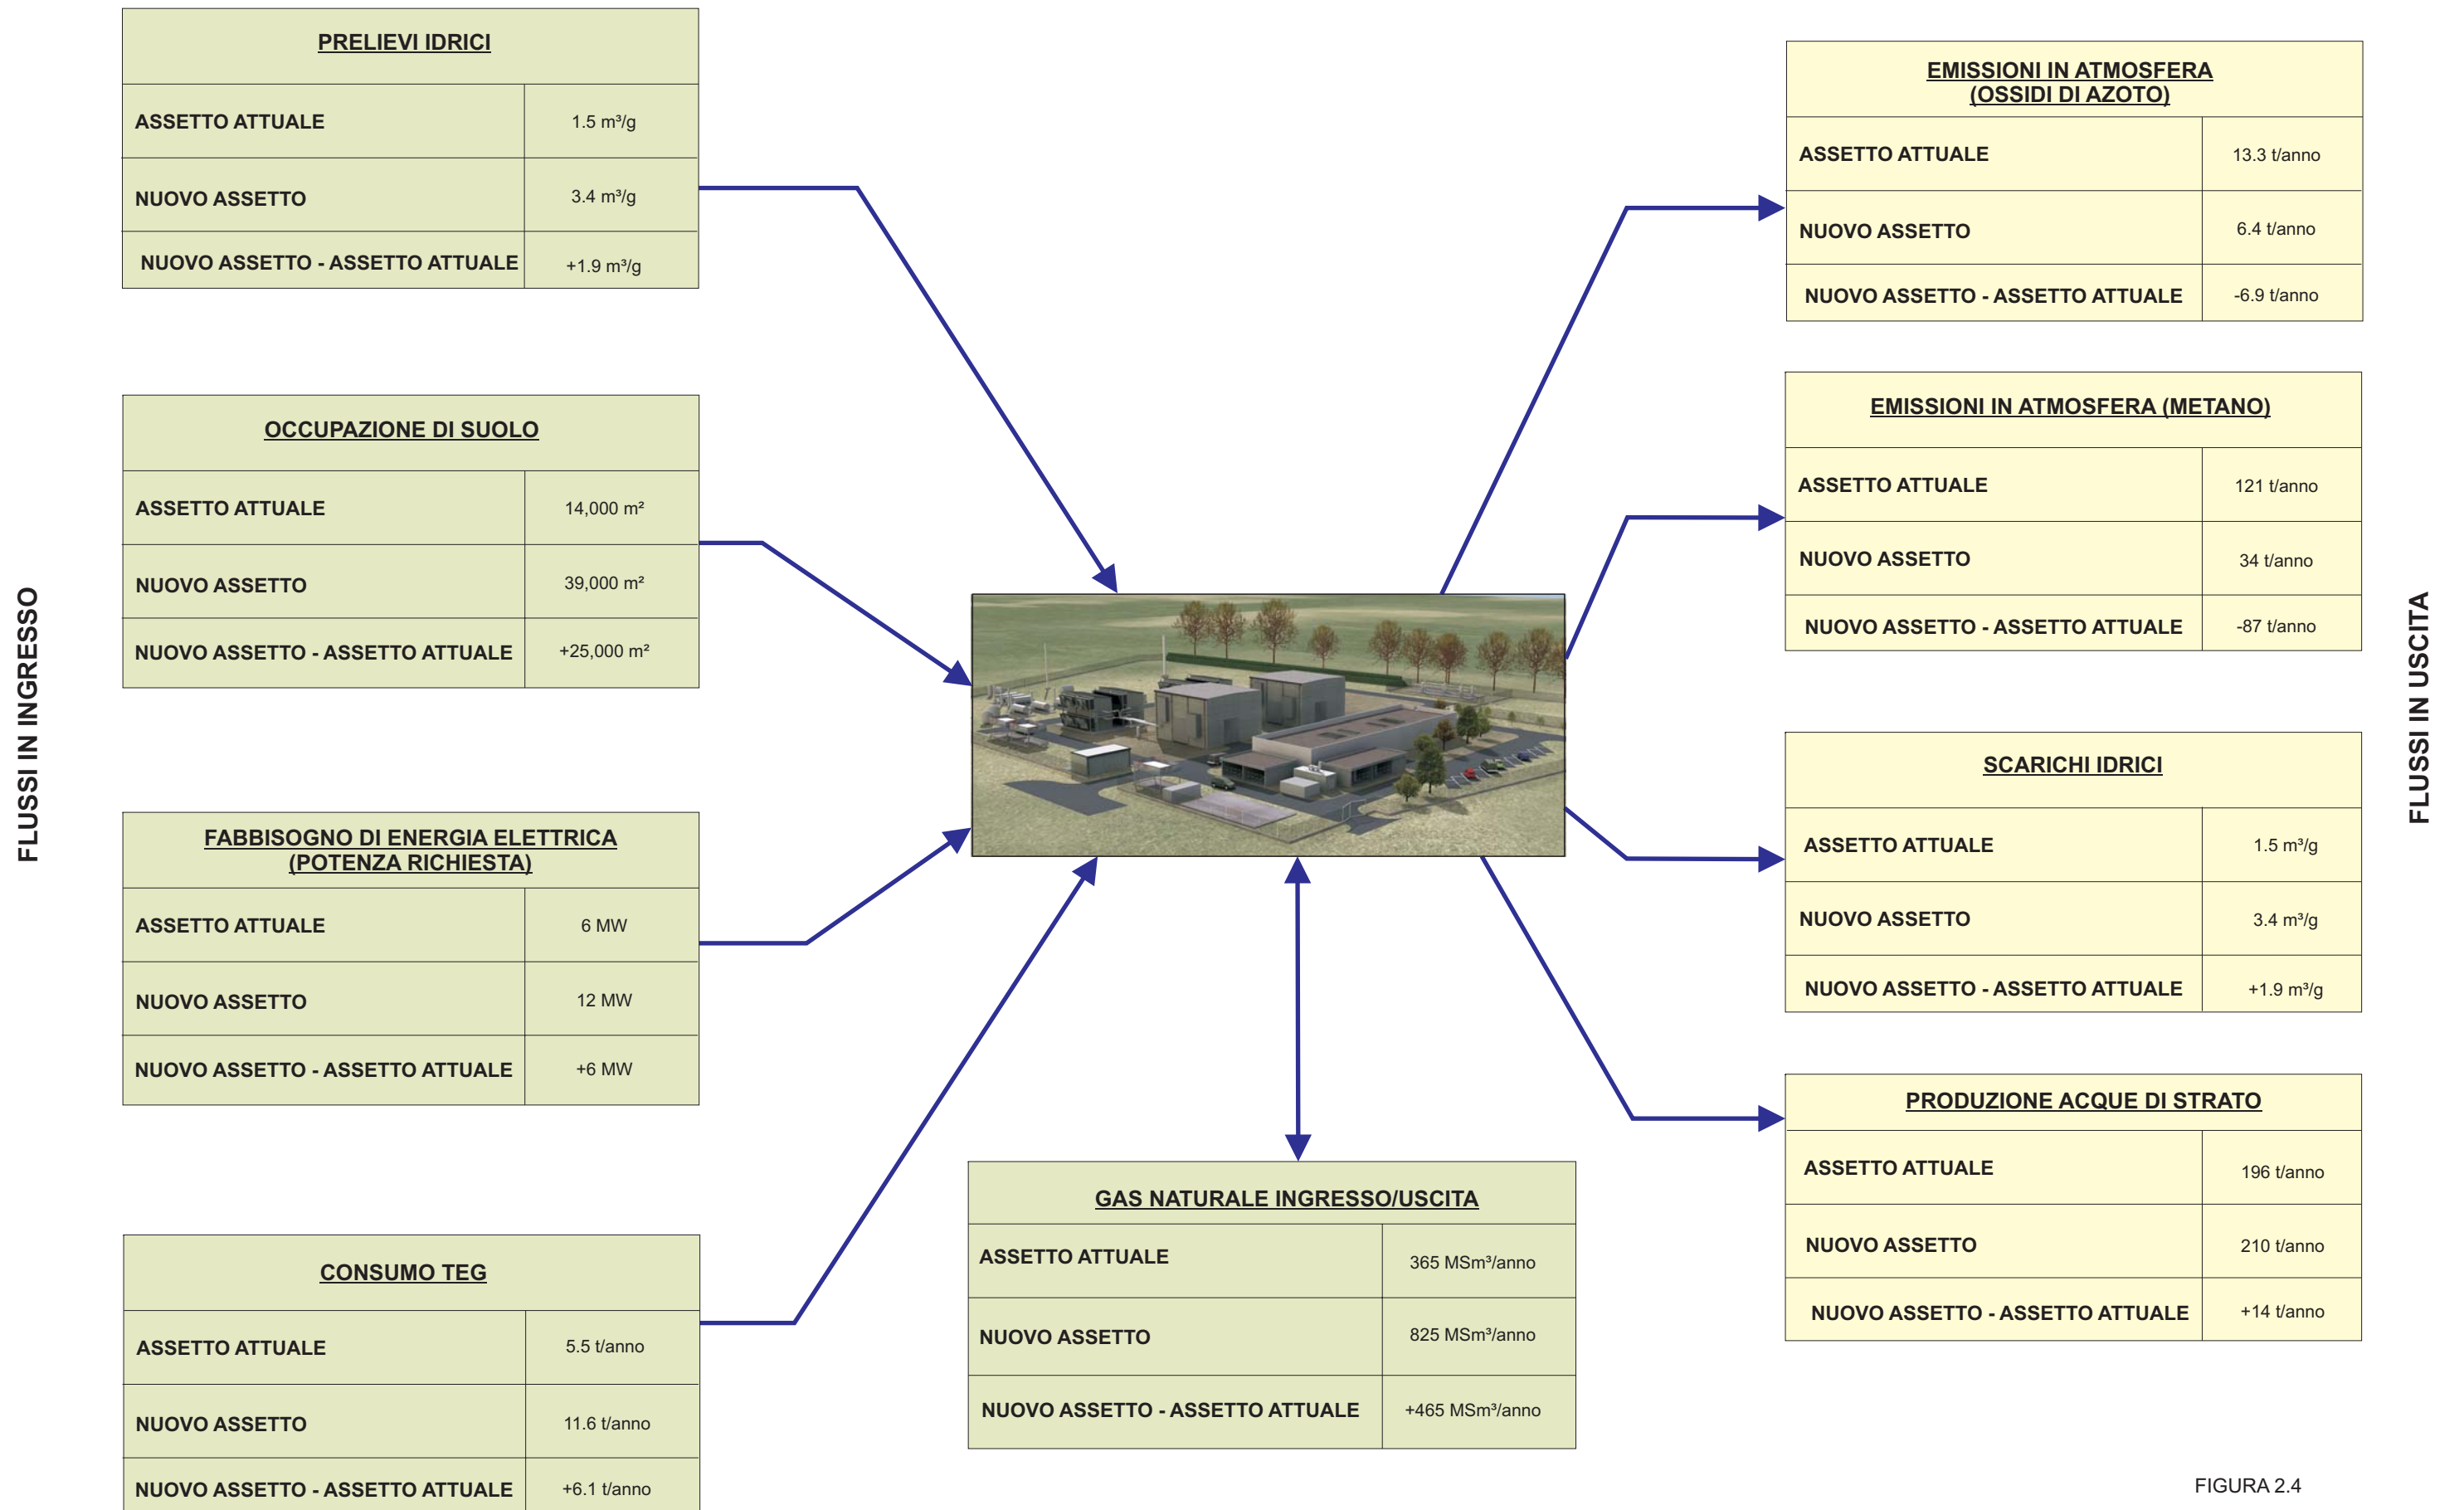 FLUSSI IN INGRESSO
PRELIEVI IDRICI
ASSETTO ATTUALE 1.5 m³/g
NUOVO ASSETTO 3.4 m³/g
NUOVO ASSETTO - ASSETTO ATTUALE +1.9 m³/g
OCCUPAZIONE DI SUOLO
ASSETTO ATTUALE 14,000 m²
NUOVO ASSETTO 39,000 m²
NUOVO ASSETTO - ASSETTO ATTUALE +25,000 m²
FABBISOGNO DI ENERGIA ELETTRICA
(POTENZA RICHIESTA)
ASSETTO ATTUALE 6 MW
NUOVO ASSETTO 12 MW
NUOVO ASSETTO - ASSETTO ATTUALE +6 MW
CONSUMO TEG
ASSETTO ATTUALE 5.5 t/anno
NUOVO ASSETTO 11.6 t/anno
NUOVO ASSETTO - ASSETTO ATTUALE +6.1 t/anno
GAS NATURALE INGRESSO/USCITA
ASSETTO ATTUALE 365 MSm³/anno
NUOVO ASSETTO 825 MSm³/anno
NUOVO ASSETTO - ASSETTO ATTUALE +465 MSm³/anno
EMISSIONI IN ATMOSFERA
(OSSIDI DI AZOTO)
ASSETTO ATTUALE 13.3 t/anno
NUOVO ASSETTO 6.4 t/anno
NUOVO ASSETTO - ASSETTO ATTUALE -6.9 t/anno
EMISSIONI IN ATMOSFERA (METANO)
ASSETTO ATTUALE 121 t/anno
NUOVO ASSETTO 34 t/anno
NUOVO ASSETTO - ASSETTO ATTUALE -87 t/anno
SCARICHI IDRICI
ASSETTO ATTUALE 1.5 m³/g
NUOVO ASSETTO 3.4 m³/g
NUOVO ASSETTO - ASSETTO ATTUALE +1.9 m³/g
PRODUZIONE ACQUE DI STRATO
ASSETTO ATTUALE 196 t/anno
NUOVO ASSETTO 210 t/anno
NUOVO ASSETTO - ASSETTO ATTUALE +14 t/anno
FLUSSI IN USCITA
FIGURA 2.4